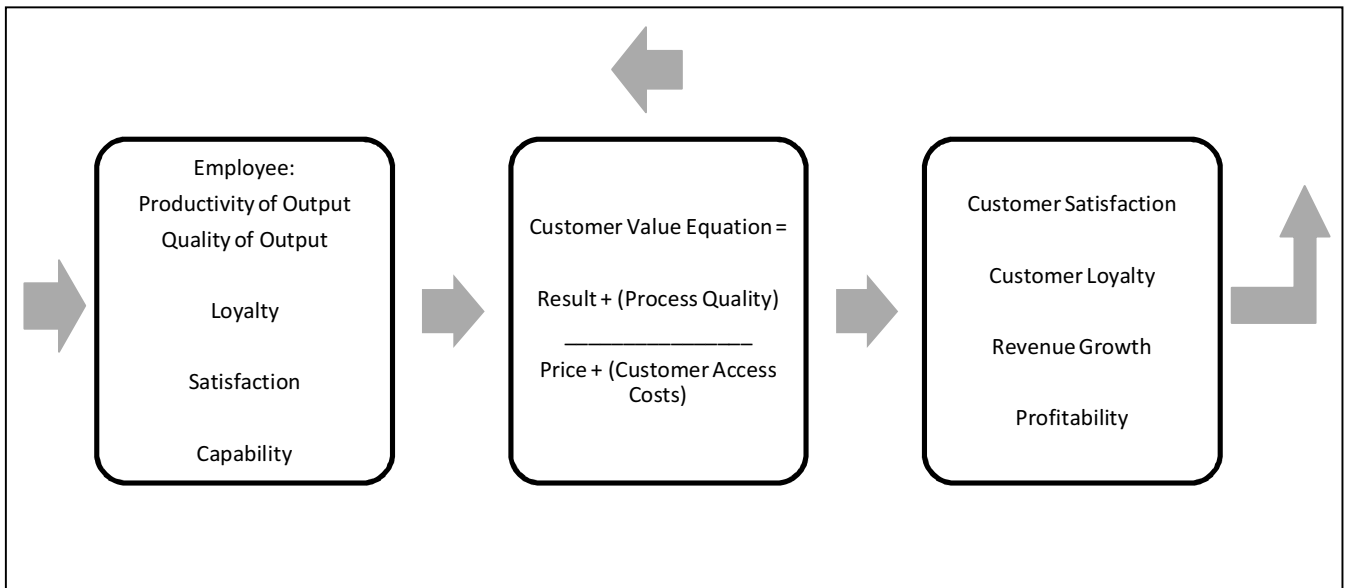 Employee:
Productivity of Output
Quality of Output
Loyalty
Satisfaction
Capability
Customer Value Equation =
Result + (Process Quality)
________________
Price + (Customer Access
Costs)
Customer Satisfaction
Customer Loyalty
Revenue Growth
Profitability